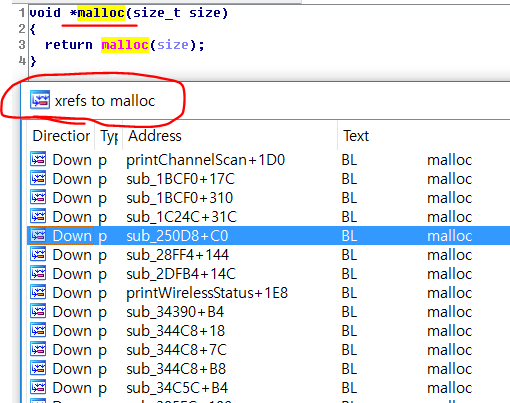 1 void *malloc(size_t size)
2 {
3 return malloc(size);
4 }
xrefs to malloc
Direction Typ Address Text
Down p printChannelScan+1D0 BL malloc
Down p sub_1BCF0+17C BL malloc
Down p sub_1BCF0+310 BL malloc
Down p sub_1C24C+31C BL malloc
Down p sub_250D8+C0 BL malloc
Down p sub_28FF4+144 BL malloc
Down p sub_2DFB4+14C BL malloc
Down p printWirelessStatus+1E8 BL malloc
Down p sub_34390+B4 BL malloc
Down p sub_344C8+18 BL malloc
Down p sub_344C8+7C BL malloc
Down p sub_344C8+B8 BL malloc
Down p sub_34C5C+B4 BL malloc